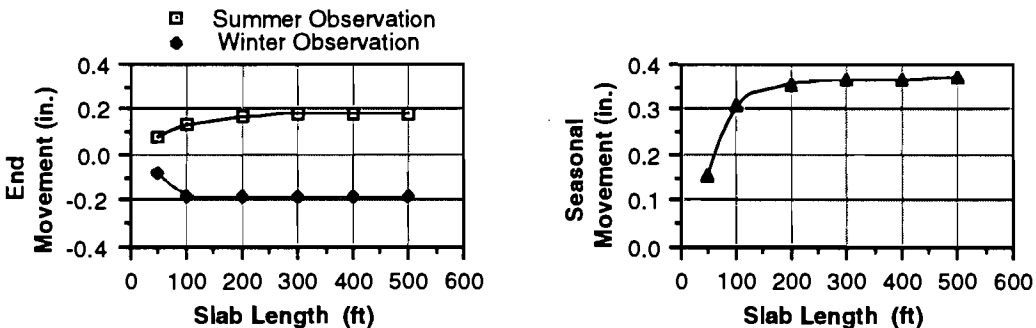 Summer Observation
Winter Observation
End
Movement (in.)
0.4
0.2
0.0
-0.2
-0.4
0 100 200 300 400 500 600
Slab Length (ft)
Seasonal
Movement (in.)
0.4
0.3
0.2
0.1
0.0
0 100 200 300 400 500 600
Slab Length (ft)